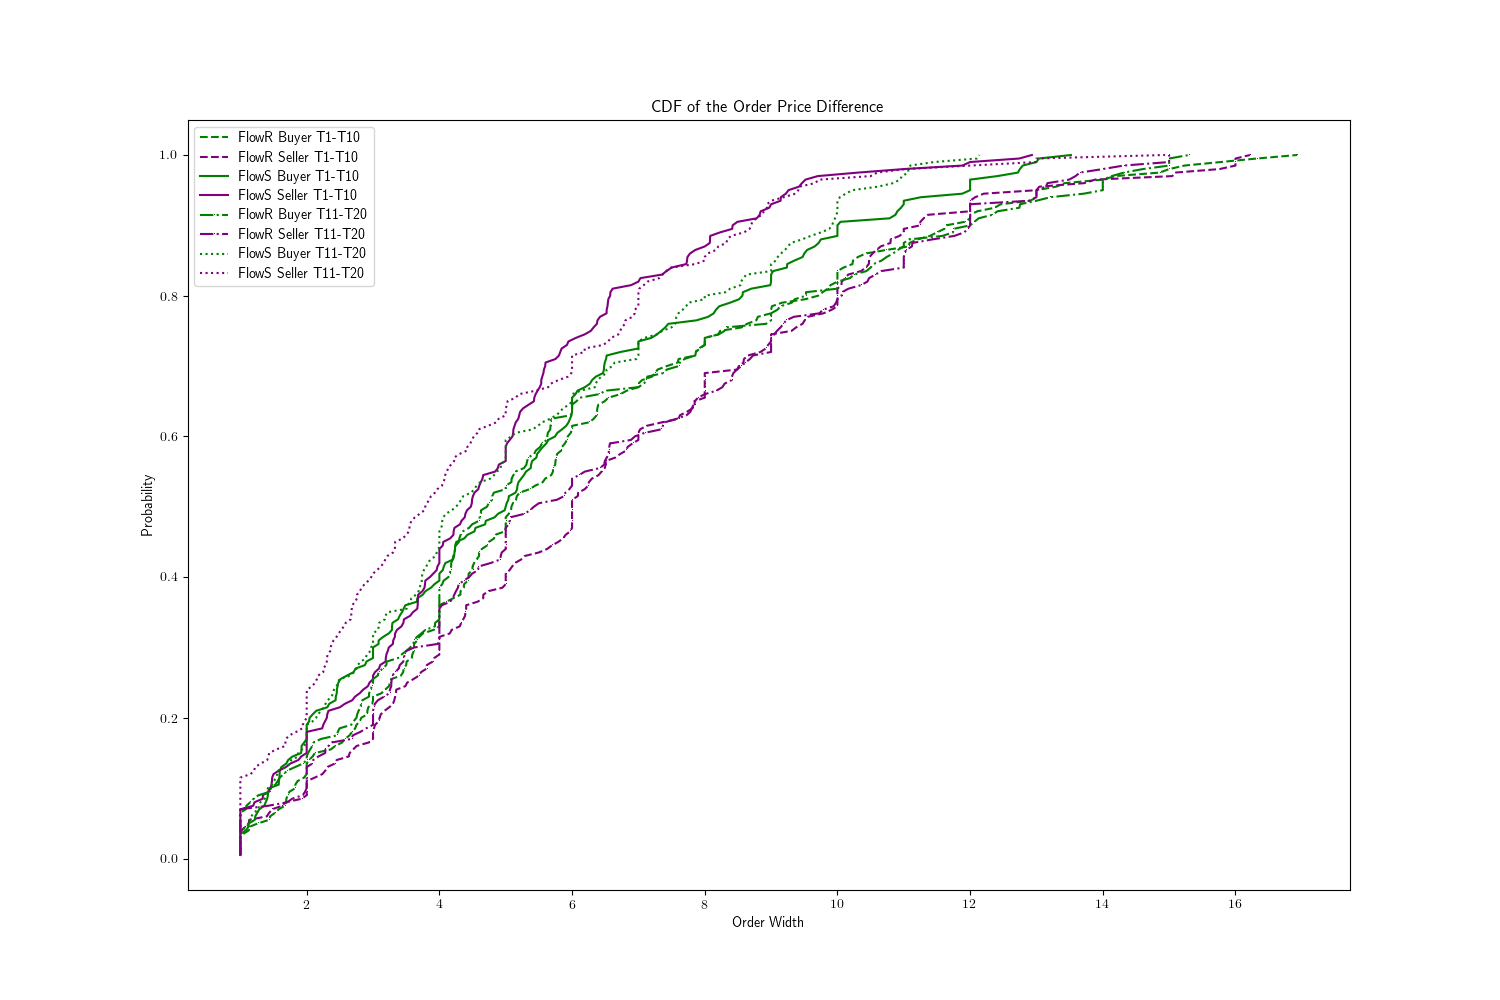 CDF of the Order Price Difference
FlowR Buyer T1-T10
FlowR Seller T1-T10
FlowS Buyer T1-T10
FlowS Seller T1-T10
FlowR Buyer T11-T20
FlowR Seller T11-T20
FlowS Buyer T11-T20
FlowS Seller T11-T20
1.0
0.8
0.6
0.4
0.2
0.0
Probability
2 4 6 8 10 12 14 16
Order Width